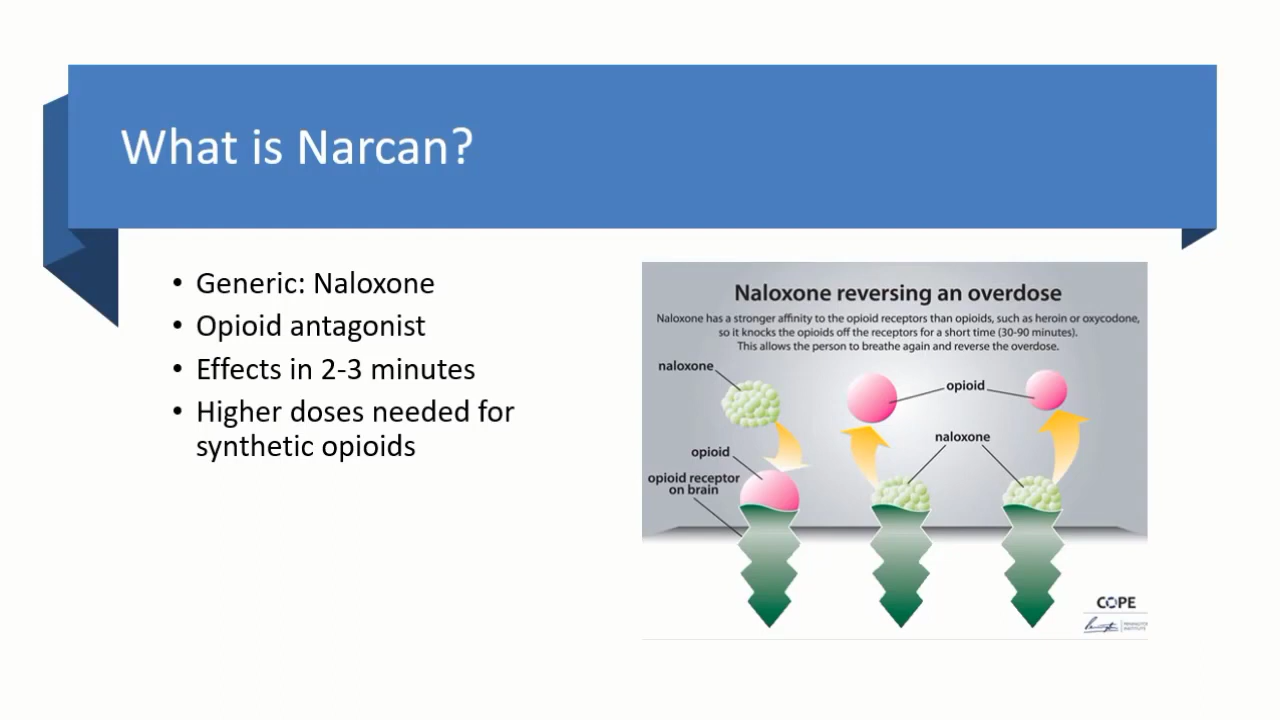 What is Narcan?
• Generic: Naloxone
• Opioid antagonist
• Effects in 2-3 minutes
• Higher doses needed for
synthetic opioids
Naloxone reversing an overdose
Naloxone has a stronger affinity to the opioid receptors than opioids, such as heroin or oxycodone,
so it knocks the opioids off the receptors for a short time (30-90 minutes).
This allows the person to breathe again and reverse the overdose.
naloxone
opioid
naloxone
opioid
opioid receptor
on brain
COPE